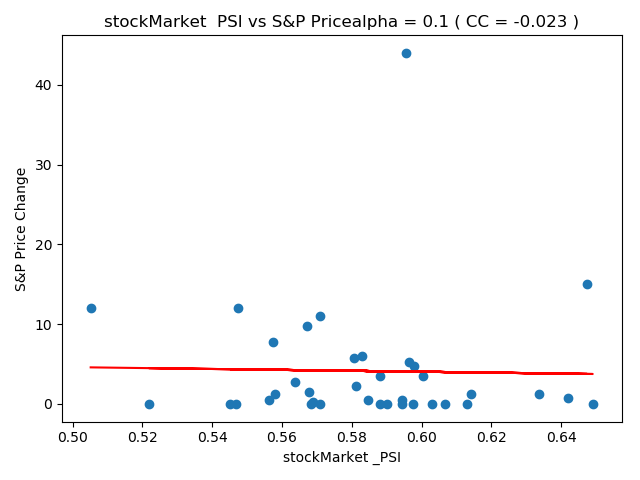 stockMarket  PSI vs S&P Pricealpha = 0.1 ( CC = -0.023 )
S&P Price Change
40
30
20
10
0
0.50 0.52 0.54 0.56 0.58 0.60 0.62 0.64
stockMarket _PSI